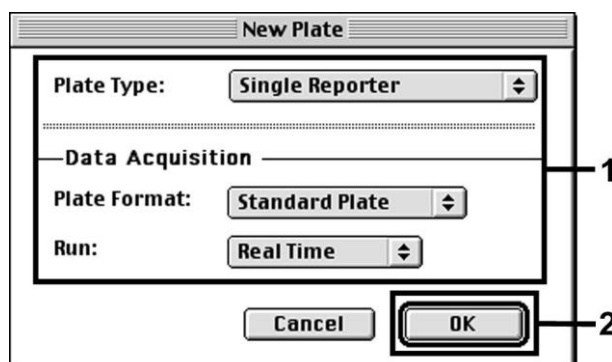 New Plate
Plate Type: Single Reporter
Data Acquisition
1
Plate Format: Standard Plate
Run: Real Time
Cancel OK
2